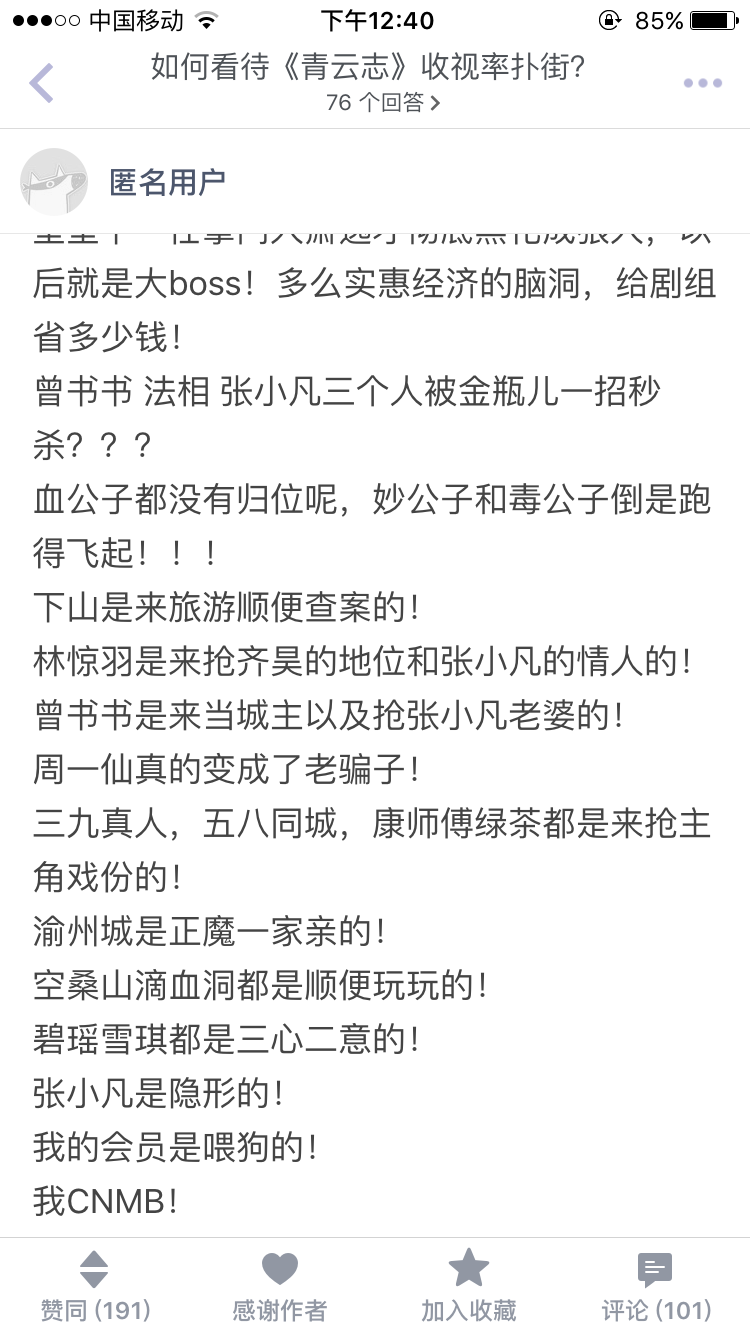 中国移动 下午12:40 85%
如何看待《青云志》收视率扑街?
76 个回答
匿名用户
后就是大boss！多么实惠经济的脑洞，给剧组
省多少钱！
曾书书 法相 张小凡三个人被金瓶儿一招秒
杀？？？
血公子都没有归位呢，妙公子和毒公子倒是跑
得飞起！！！
下山是来旅游顺便查案的！
林惊羽是来抢齐昊的地位和张小凡的情人的！
曾书书是来当城主以及抢张小凡老婆的！
周一仙真的变成了老骗子！
三九真人，五八同城，康师傅绿茶都是来抢主
角戏份的！
渝州城是正魔一家亲的！
空桑山滴血洞都是顺便玩玩的！
碧瑶雪琪都是三心二意的！
张小凡是隐形的！
我的会员是喂狗的！
我CNMB！
赞同 (191) 感谢作者 加入收藏 评论 (101)